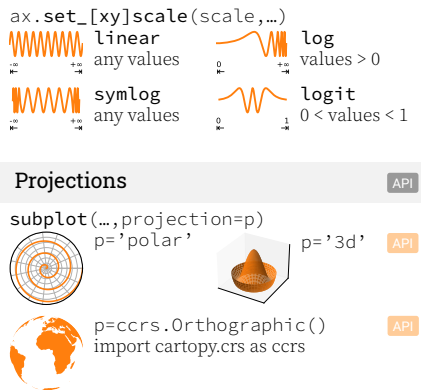 ax.set_[xy]scale(scale,…)
linear
any values
-∞ +∞
log
values > 0
0 +∞
symlog
any values
-∞ +∞
logit
0 < values < 1
0 1
Projections API
subplot(…,projection=p)
p=’polar’
p=’3d’ API
p=ccrs.Orthographic() API
import cartopy.crs as ccrs